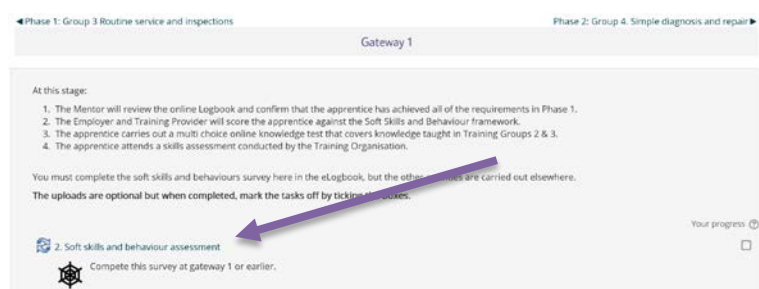 ◄Phase 1: Group 3 Routine service and inspections
Phase 2: Group 4. Simple diagnosis and repair►
Gateway 1
At this stage:
1. The Mentor will review the online Logbook and confirm that the apprentice has achieved all of the requirements in Phase 1.
2. The Employer and Training Provider will score the apprentice against the Soft Skills and Behaviour framework.
3. The apprentice carries out a multi choice online knowledge test that covers knowledge taught in Training Groups 2 & 3.
4. The apprentice attends a skills assessment conducted by the Training Organisation.
You must complete the soft skills and behaviours survey here in the eLogbook, but the other are carried out elsewhere.
The uploads are optional but when completed, mark the tasks off by ticking boxes.
Your progress
2. Soft skills and behaviour assessment
Compete this survey at gateway 1 or earlier.